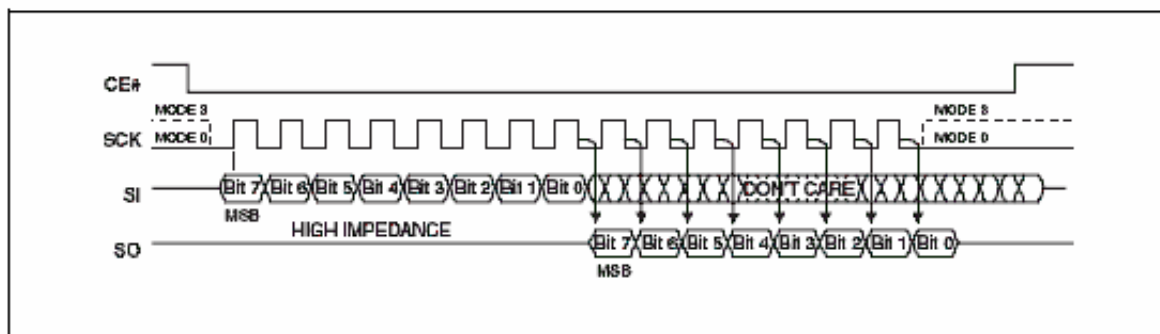 CE#
MODE 3 MODE 3
SCK MODE 0 MODE 0
SI Bit 7 Bit 6 Bit 5 Bit 4 Bit 3 Bit 2 Bit 1 Bit 0 DON'T CARE
MSB
HIGH IMPEDANCE
SO Bit 7 Bit 6 Bit 5 Bit 4 Bit 3 Bit 2 Bit 1 Bit 0
MSB